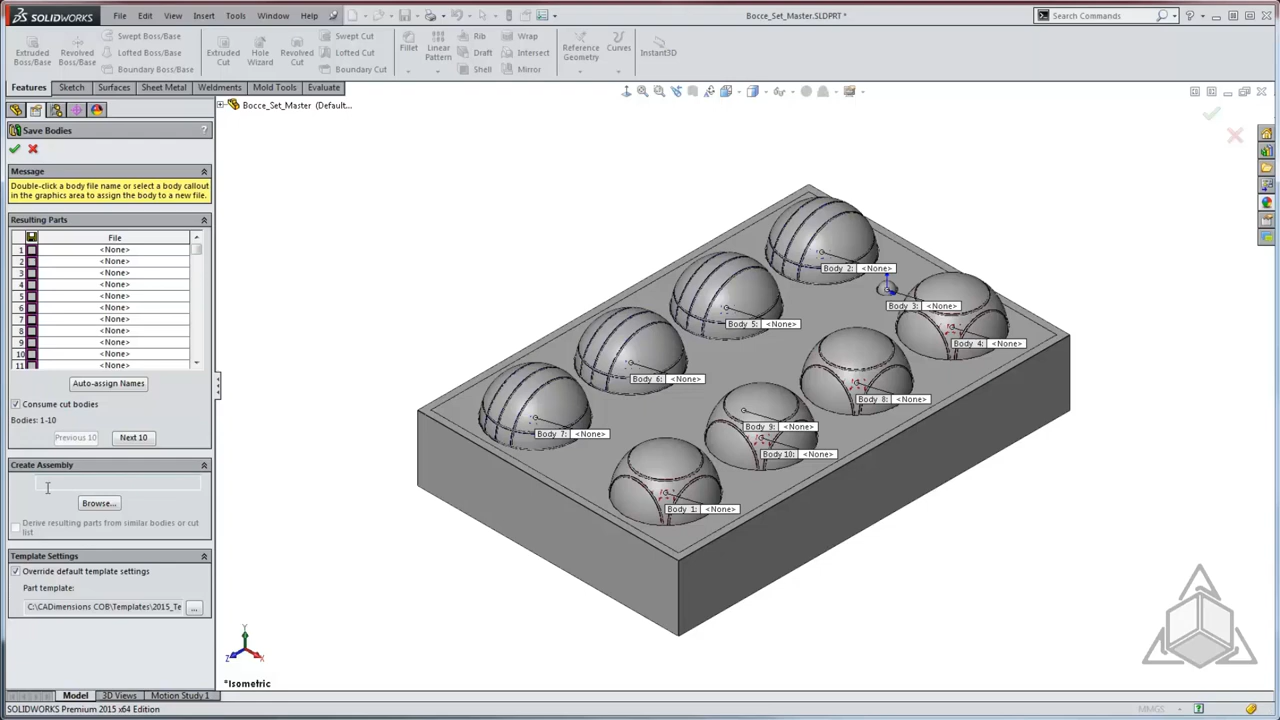 SOLIDWORKS File Edit View Insert Tools Window Help Bocce_Set_Master.SLDPRT * Search Commands
Extruded Boss/Base
Revolved Boss/Base
Swept Boss/Base
Lofted Boss/Base
Boundary Boss/Base
Extruded Cut
Hole Wizard
Revolved Cut
Swept Cut
Lofted Cut
Boundary Cut
Fillet
Linear Pattern
Rib
Draft
Shell
Wrap
Intersect
Mirror
Reference Geometry
Curves
Instant3D
Features Sketch Surfaces Sheet Metal Weldments Mold Tools Evaluate
Bocce_Set_Master (Default...
Save Bodies ?
Message
Double-click a body file name or select a body callout
in the graphics area to assign the body to a new file.
Resulting Parts
File
1 <None>
2 <None>
3 <None>
4 <None>
5 <None>
6 <None>
7 <None>
8 <None>
9 <None>
10 <None>
11 <None>
Auto-assign Names
Consume cut bodies
Bodies: 1-10
Previous 10 Next 10
Create Assembly
Browse...
Derive resulting parts from similar bodies or cut
list
Template Settings
Override default template settings
Part template:
C:\CADimensions COB\Templates\2015_Te ...
Body 2: <None>
Body 3: <None>
Body 5: <None>
Body 4: <None>
Body 6: <None>
Body 8: <None>
Body 7: <None>
Body 9: <None>
Body 10: <None>
Body 1: <None>
Y
Z X
*Isometric
Model 3D Views Motion Study 1
SOLIDWORKS Premium 2015 x64 Edition MMGS